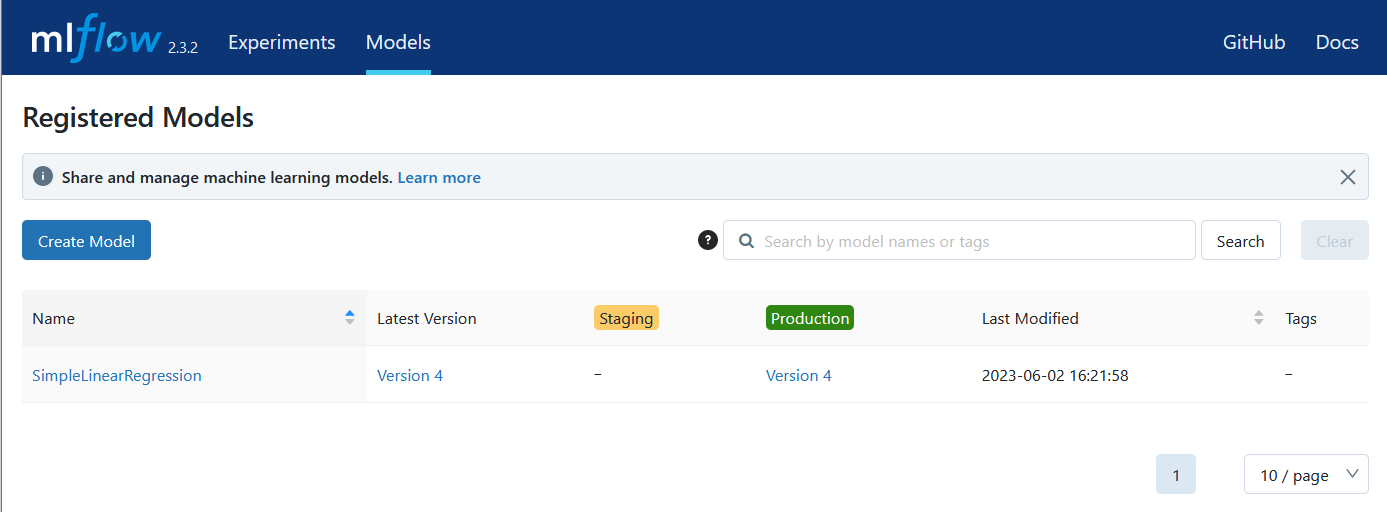 mlflow 2.3.2 Experiments Models GitHub Docs
Registered Models
i Share and manage machine learning models. Learn more
Create Model ? Search by model names or tags Search Clear
Name Latest Version Staging Production Last Modified Tags
SimpleLinearRegression Version 4 – Version 4 2023-06-02 16:21:58 –
1 10 / page